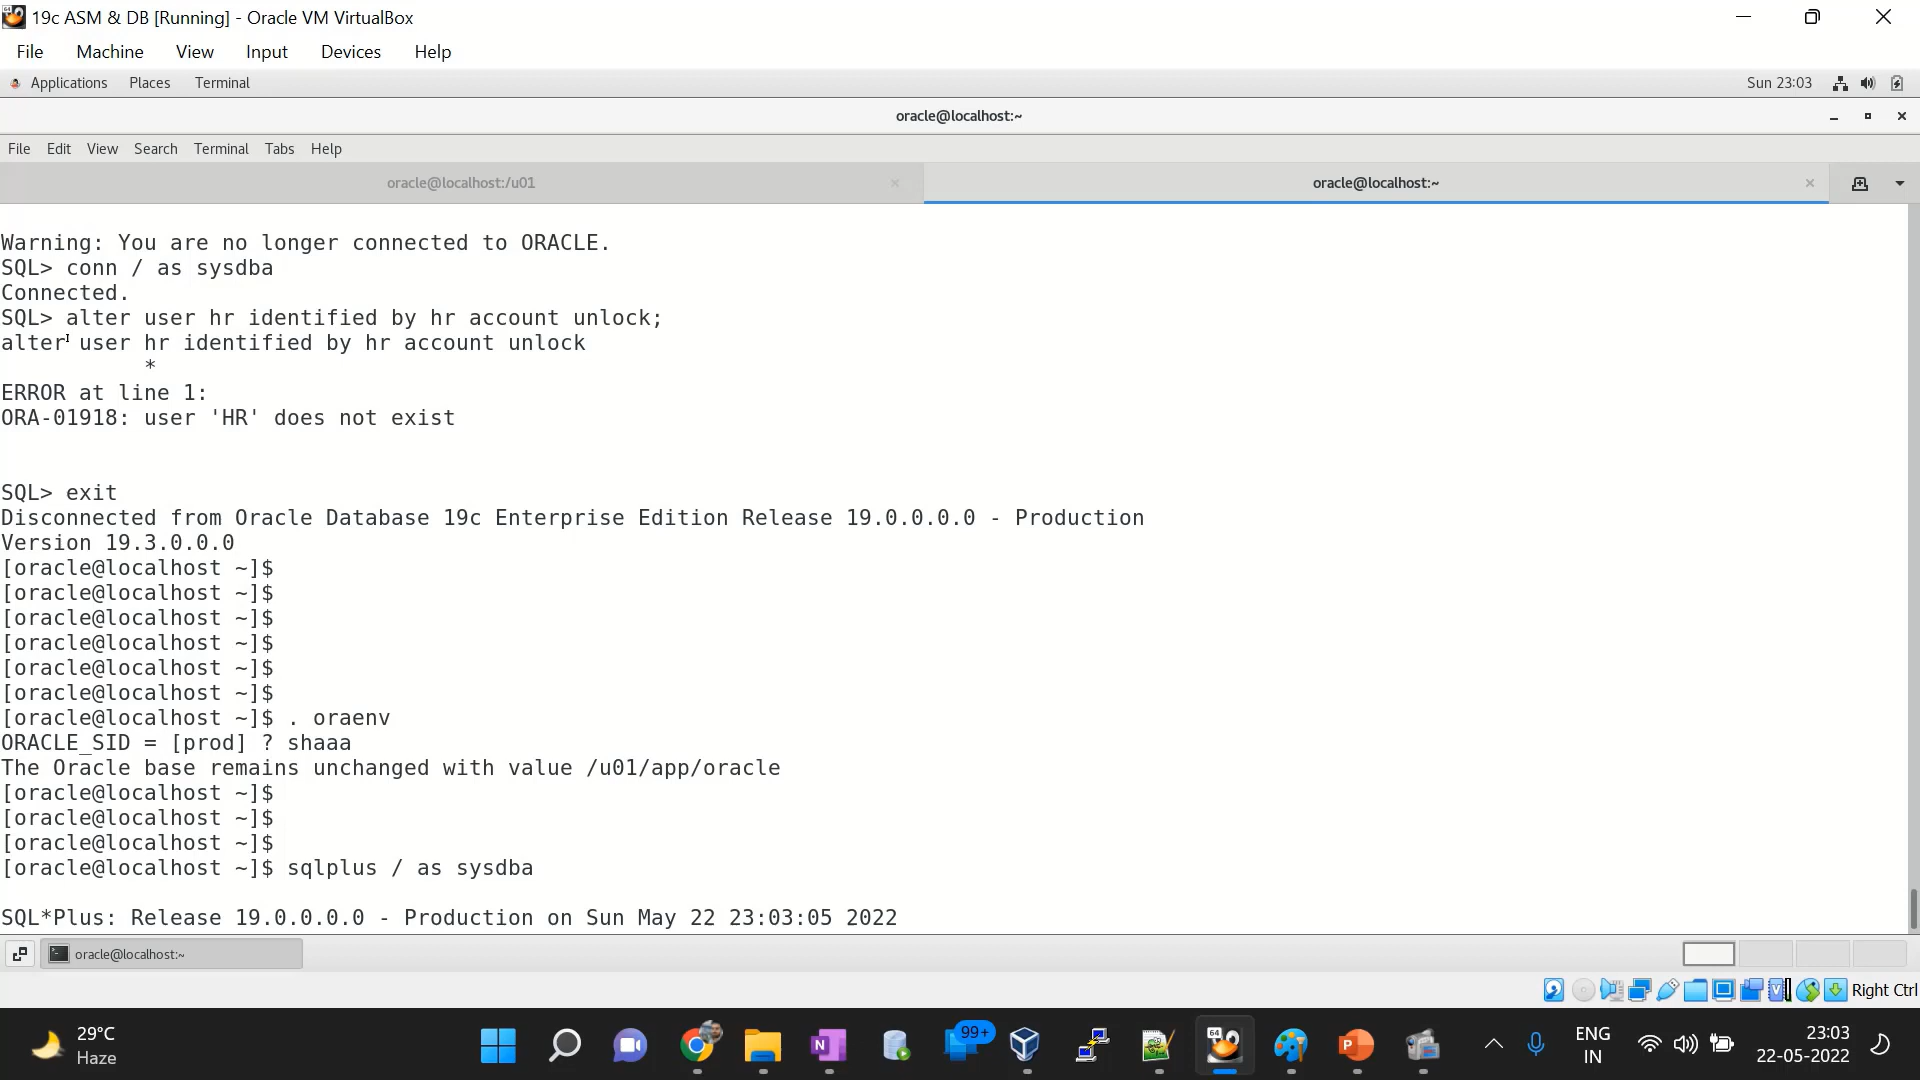 19c ASM & DB [Running] - Oracle VM VirtualBox
File Machine View Input Devices Help
Applications Places Terminal Sun 23:03
oracle@localhost:~
File Edit View Search Terminal Tabs Help
oracle@localhost:/u01 oracle@localhost:~
Warning: You are no longer connected to ORACLE.
SQL> conn / as sysdba
Connected.
SQL> alter user hr identified by hr account unlock;
alter user hr identified by hr account unlock
*
ERROR at line 1:
ORA-01918: user 'HR' does not exist
SQL> exit
Disconnected from Oracle Database 19c Enterprise Edition Release 19.0.0.0.0 - Production
Version 19.3.0.0.0
[oracle@localhost ~]$
[oracle@localhost ~]$
[oracle@localhost ~]$
[oracle@localhost ~]$
[oracle@localhost ~]$
[oracle@localhost ~]$
[oracle@localhost ~]$ . oraenv
ORACLE_SID = [prod] ? shaaa
The Oracle base remains unchanged with value /u01/app/oracle
[oracle@localhost ~]$
[oracle@localhost ~]$
[oracle@localhost ~]$
[oracle@localhost ~]$ sqlplus / as sysdba
SQL*Plus: Release 19.0.0.0.0 - Production on Sun May 22 23:03:05 2022
oracle@localhost:~
Right Ctrl
29°C
Haze
99+
64
ENG
IN
23:03
22-05-2022